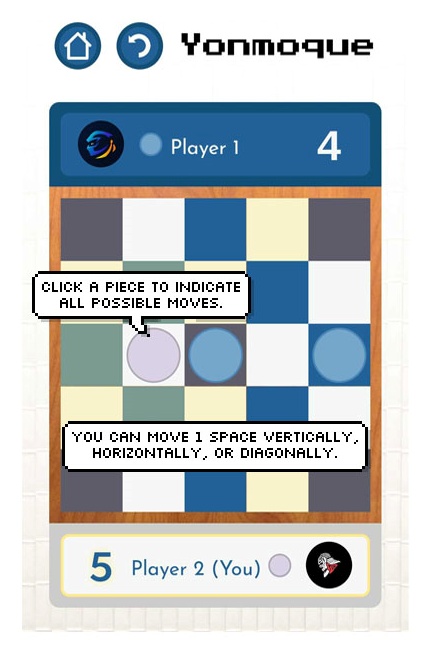 Yonmoque
Player 1 4
CLICK A PIECE TO INDICATE
ALL POSSIBLE MOVES.
YOU CAN MOVE 1 SPACE VERTICALLY,
HORIZONTALLY, OR DIAGONALLY.
5 Player 2 (You)